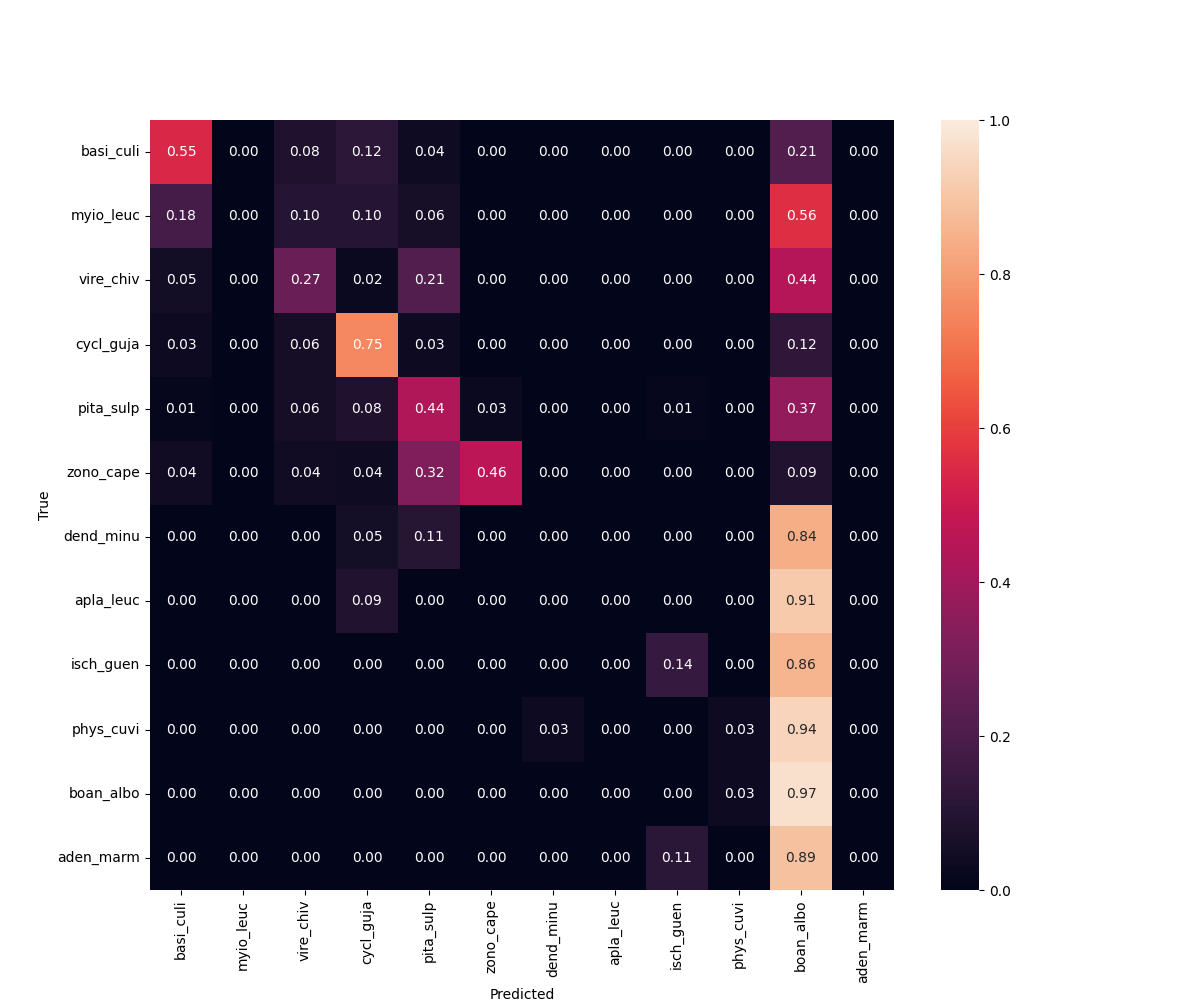 basi_culi 0.55 0.00 0.08 0.12 0.04 0.00 0.00 0.00 0.00 0.00 0.21 0.00
myio_leuc 0.18 0.00 0.10 0.10 0.06 0.00 0.00 0.00 0.00 0.00 0.56 0.00
vire_chiv 0.05 0.00 0.27 0.02 0.21 0.00 0.00 0.00 0.00 0.00 0.44 0.00
cycl_guja 0.03 0.00 0.06 0.75 0.03 0.00 0.00 0.00 0.00 0.00 0.12 0.00
pita_sulp 0.01 0.00 0.06 0.08 0.44 0.03 0.00 0.00 0.01 0.00 0.37 0.00
zono_cape 0.04 0.00 0.04 0.04 0.32 0.46 0.00 0.00 0.00 0.00 0.09 0.00
dend_minu 0.00 0.00 0.00 0.05 0.11 0.00 0.00 0.00 0.00 0.00 0.84 0.00
apla_leuc 0.00 0.00 0.00 0.09 0.00 0.00 0.00 0.00 0.00 0.00 0.91 0.00
isch_guen 0.00 0.00 0.00 0.00 0.00 0.00 0.00 0.00 0.14 0.00 0.86 0.00
phys_cuvi 0.00 0.00 0.00 0.00 0.00 0.00 0.03 0.00 0.00 0.03 0.94 0.00
boan_albo 0.00 0.00 0.00 0.00 0.00 0.00 0.00 0.00 0.00 0.03 0.97 0.00
aden_marm 0.00 0.00 0.00 0.00 0.00 0.00 0.00 0.00 0.11 0.00 0.89 0.00
True
basi_culi myio_leuc vire_chiv cycl_guja pita_sulp zono_cape dend_minu apla_leuc isch_guen phys_cuvi boan_albo aden_marm
Predicted
1.0
0.8
0.6
0.4
0.2
0.0